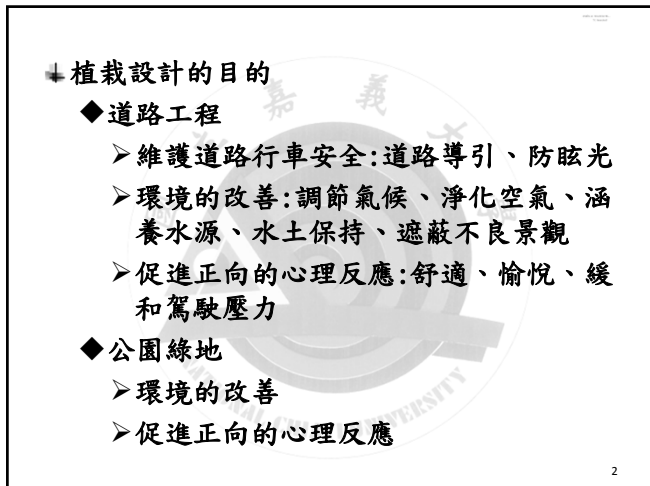 植栽設計的目的
◆道路工程
➢維護道路行車安全:道路導引、防眩光
➢環境的改善:調節氣候、淨化空氣、涵
養水源、水土保持、遮蔽不良景觀
➢促進正向的心理反應:舒適、愉悅、緩
和駕駛壓力
◆公園綠地
➢環境的改善
➢促進正向的心理反應
2